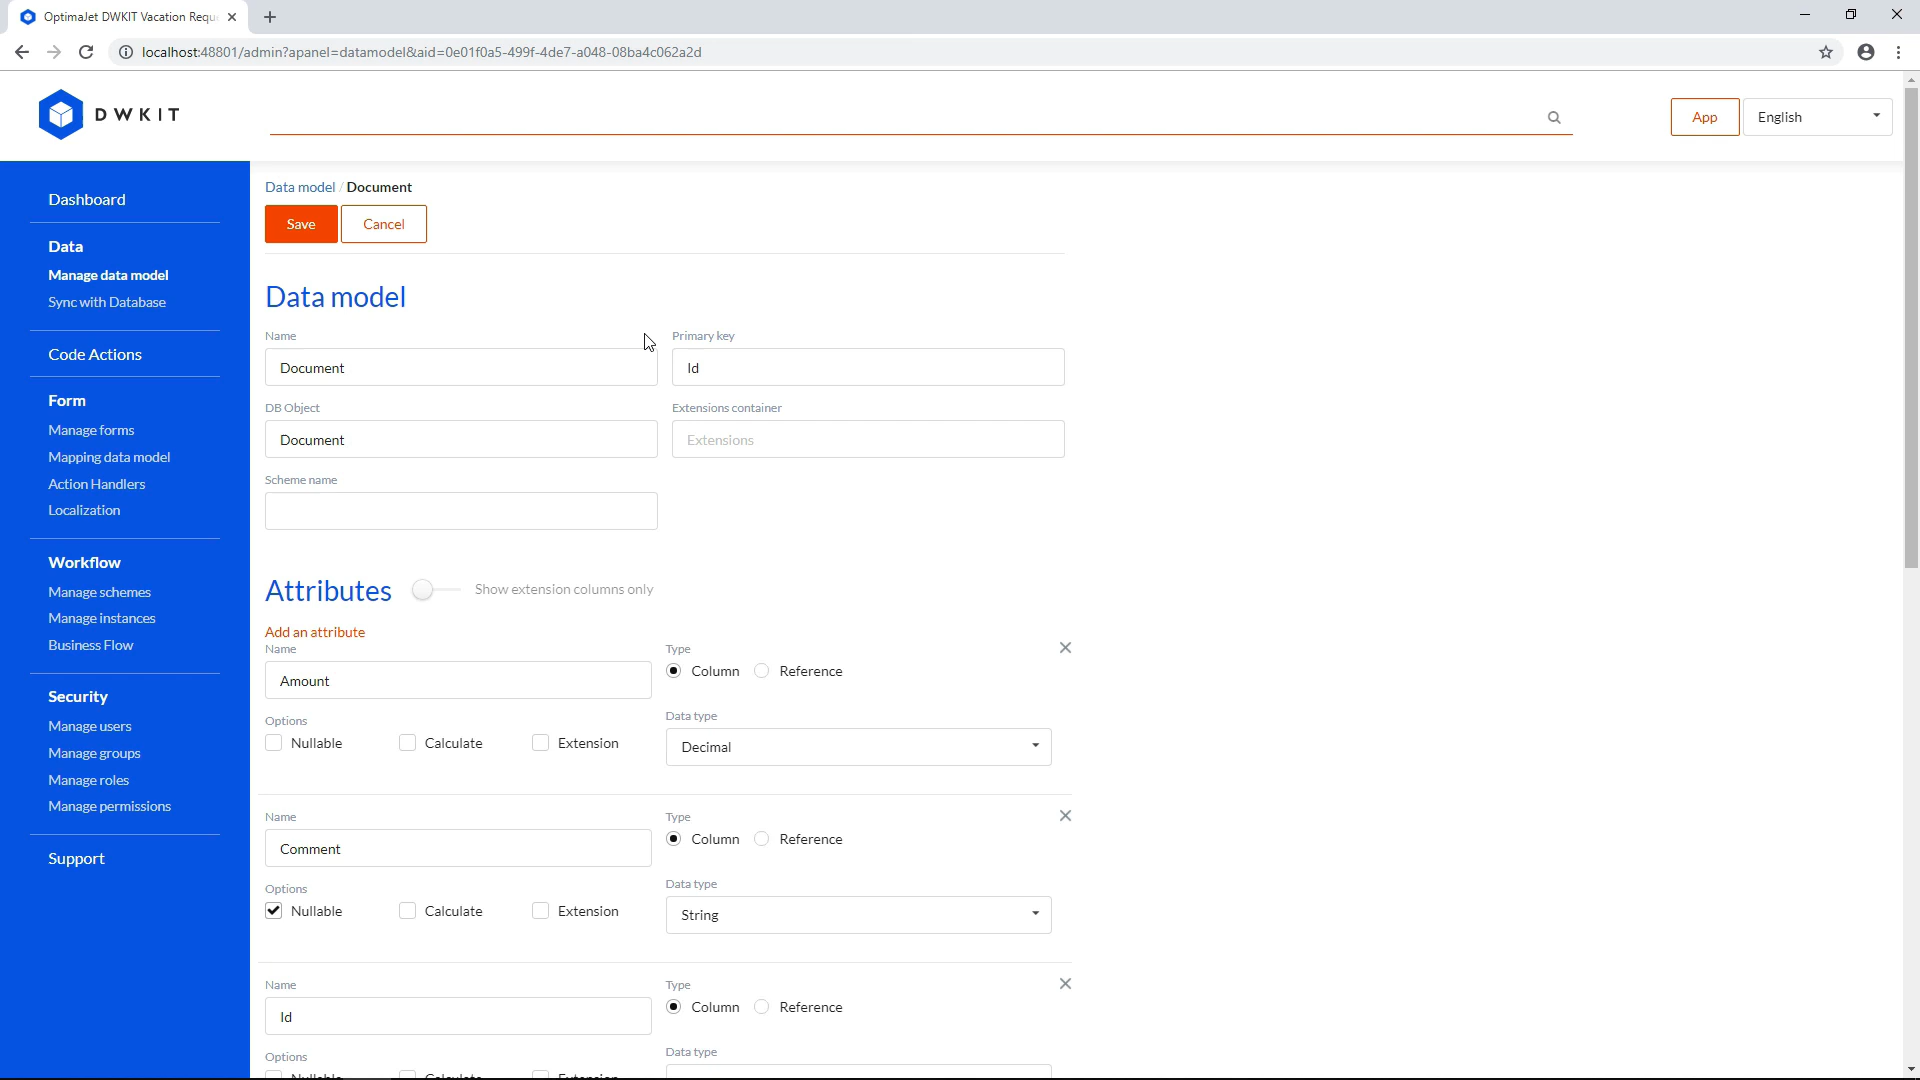 OptimaJet DWKIT Vacation Requ
localhost:48801/admin?apanel=datamodel&aid=0e01f0a5-499f-4de7-a048-08ba4c062a2d
DWKIT
App
English
Dashboard
Data
Manage data model
Sync with Database
Code Actions
Form
Manage forms
Mapping data model
Action Handlers
Localization
Workflow
Manage schemes
Manage instances
Business Flow
Security
Manage users
Manage groups
Manage roles
Manage permissions
Support
Data model / Document
Save Cancel
Data model
Name Primary key
Document Id
DB Object Extensions container
Document Extensions
Scheme name
Attributes Show extension columns only
Add an attribute
Name Type
Column Reference
Amount
Options Data type
Nullable Calculate Extension
Decimal
Name Type
Column Reference
Comment
Options Data type
Nullable Calculate Extension
String
Name Type
Column Reference
Id
Options Data type
Nullable Calculate Extension